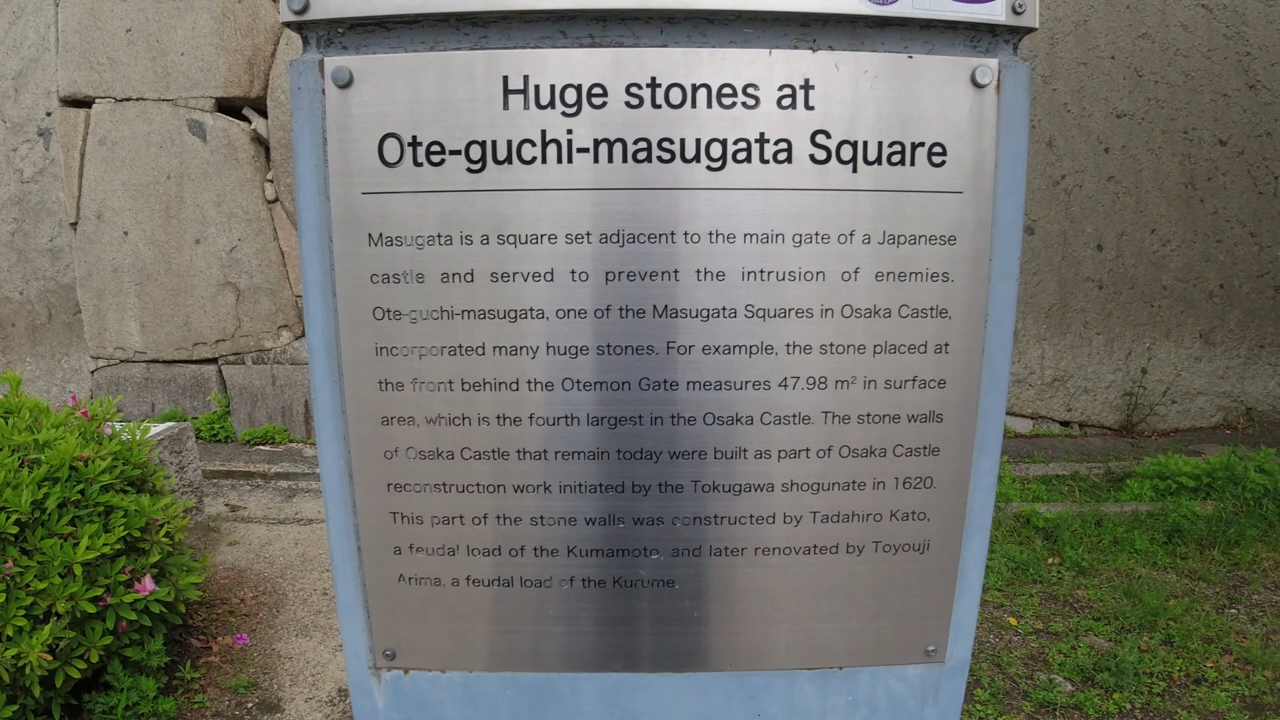 Huge stones at
Ote-guchi-masugata Square
Masugata is a square set adjacent to the main gate of a Japanese
castle and served to prevent the intrusion of enemies.
Ote-guchi-masugata, one of the Masugata Squares in Osaka Castle,
incorporated many huge stones. For example, the stone placed at
the front behind the Otemon Gate measures 47.98 m² in surface
area, which is the fourth largest in the Osaka Castle. The stone walls
of Osaka Castle that remain today were built as part of Osaka Castle
reconstruction work initiated by the Tokugawa shogunate in 1620.
This part of the stone walls was constructed by Tadahiro Kato,
a feudal load of the Kumamoto, and later renovated by Toyouji
Arima, a feudal load of the Kurume.